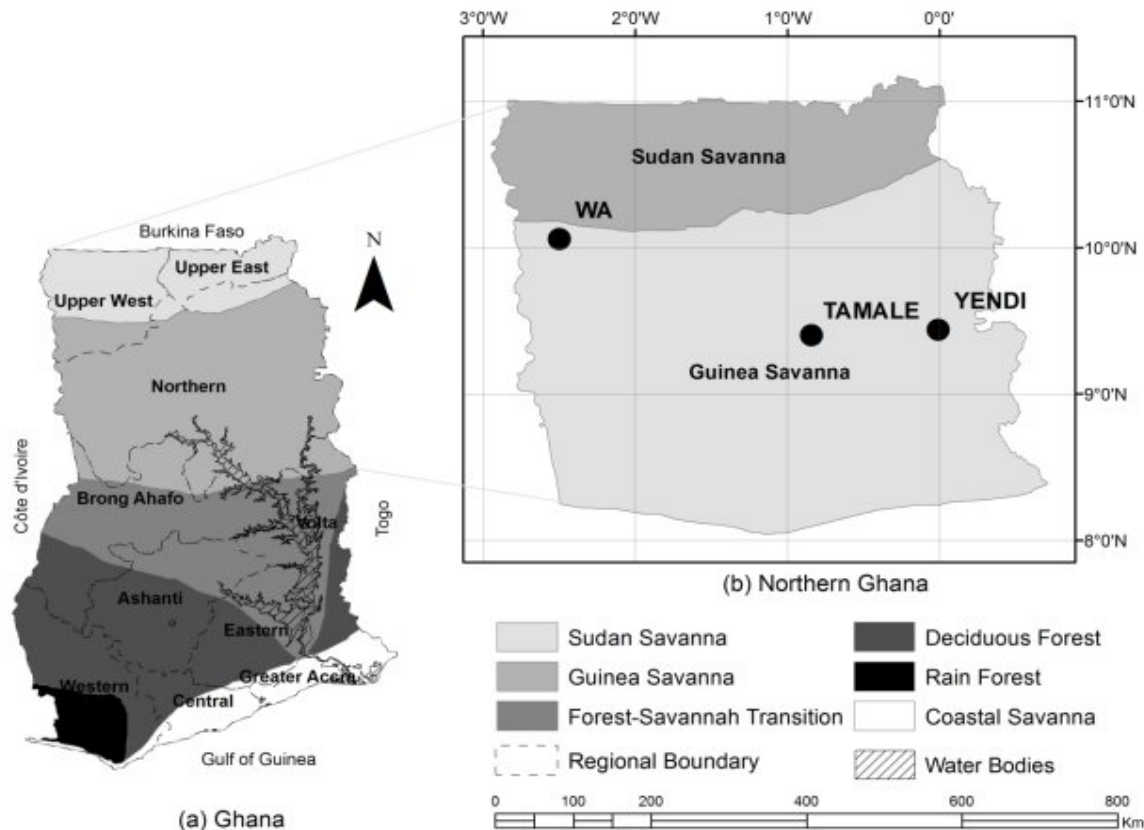 3°0'W 2°0'W 1°0'W 0°0'
11°0'N
Sudan Savanna
WA
10°0'N
TAMALE
YENDI
Guinea Savanna
9°0'N
8°0'N
(b) Northern Ghana
Burkina Faso
N
Upper East
Upper West
Northern
Côte d'Ivoire
Brong Ahafo
Volta
Togo
Ashanti
Eastern
Greater Accra
Western
Central
Gulf of Guinea
(a) Ghana
Sudan Savanna
Guinea Savanna
Forest-Savannah Transition
Regional Boundary
Deciduous Forest
Rain Forest
Coastal Savanna
Water Bodies
0 100 200 400 600 800
Km